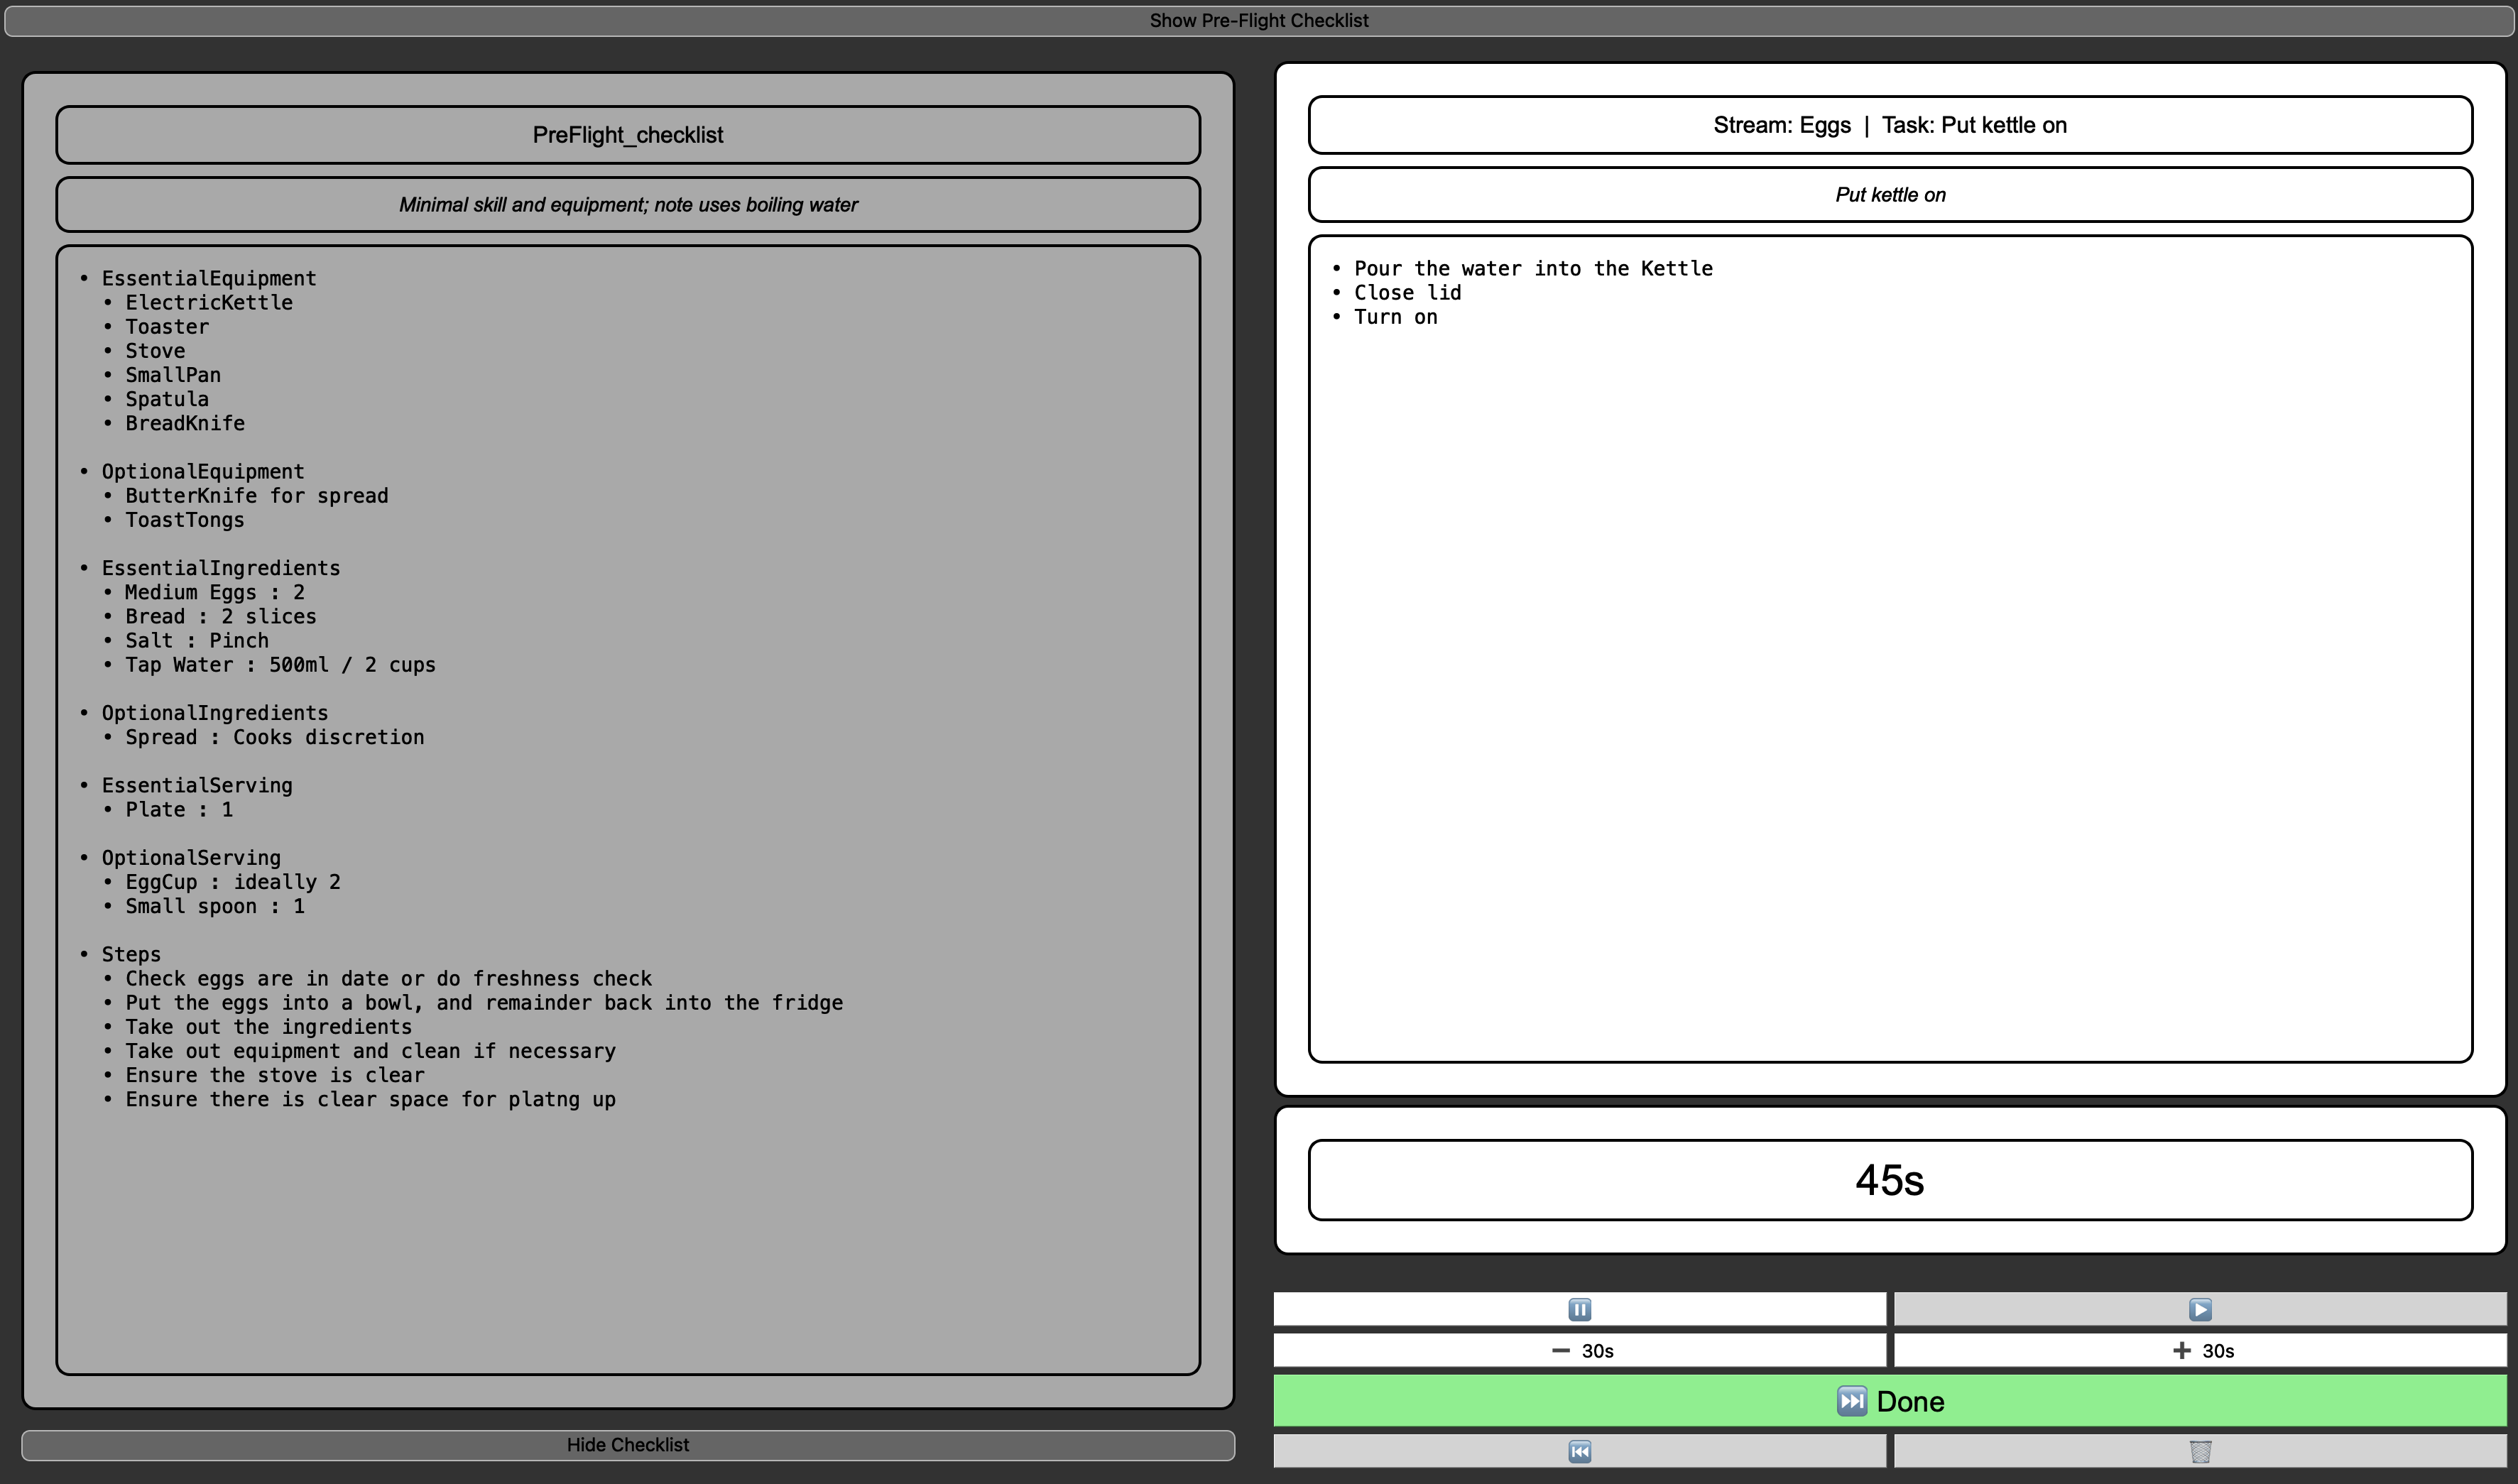 Show Pre-Flight Checklist
PreFlight_checklist
Minimal skill and equipment; note uses boiling water
• EssentialEquipment
• ElectricKettle
• Toaster
• Stove
• SmallPan
• Spatula
• BreadKnife
• OptionalEquipment
• ButterKnife for spread
• ToastTongs
• EssentialIngredients
• Medium Eggs : 2
• Bread : 2 slices
• Salt : Pinch
• Tap Water : 500ml / 2 cups
• OptionalIngredients
• Spread : Cooks discretion
• EssentialServing
• Plate : 1
• OptionalServing
• EggCup : ideally 2
• Small spoon : 1
• Steps
• Check eggs are in date or do freshness check
• Put the eggs into a bowl, and remainder back into the fridge
• Take out the ingredients
• Take out equipment and clean if necessary
• Ensure the stove is clear
• Ensure there is clear space for platng up
Hide Checklist
Stream: Eggs | Task: Put kettle on
Put kettle on
• Pour the water into the Kettle
• Close lid
• Turn on
45s
− 30s
+ 30s
Done